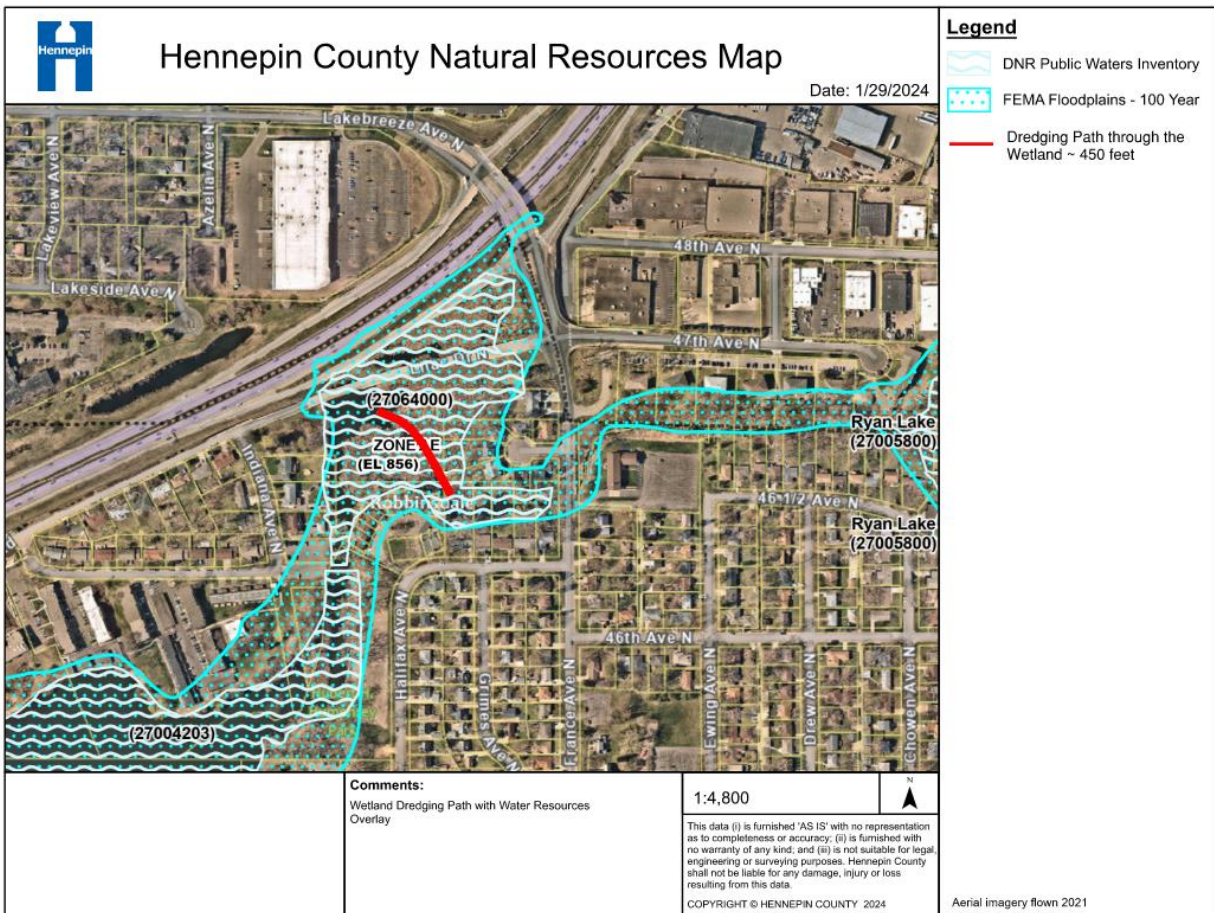 Hennepin
Hennepin County Natural Resources Map
Date: 1/29/2024
Legend
DNR Public Waters Inventory
FEMA Floodplains - 100 Year
Dredging Path through the
Wetland ~ 450 feet
Lakebreeze Ave N
Lakeview Ave N
Azelia Ave N
48th Ave N
Lakeside Ave N
47th Ave N
(27064000)
Ryan Lake
(27005800)
ZONE
(EL 856)
Indiana Ave N
Robbinsdale
46 1/2 Ave N
Ryan Lake
(27005800)
Halifax Ave N
Grimes Ave N
France Ave N
46th Ave N
Ewing Ave N
Drew Ave N
Chowen Ave N
(27004203)
Comments:
Wetland Dredging Path with Water Resources
Overlay
1:4,800
N
This data (i) is furnished 'AS IS' with no representation
as to completeness or accuracy; (ii) is furnished with
no warranty of any kind; and (iii) is not suitable for legal,
engineering or surveying purposes. Hennepin County
shall not be liable for any damage, injury or loss
resulting from this data.
COPYRIGHT © HENNEPIN COUNTY 2024
Aerial imagery flown 2021